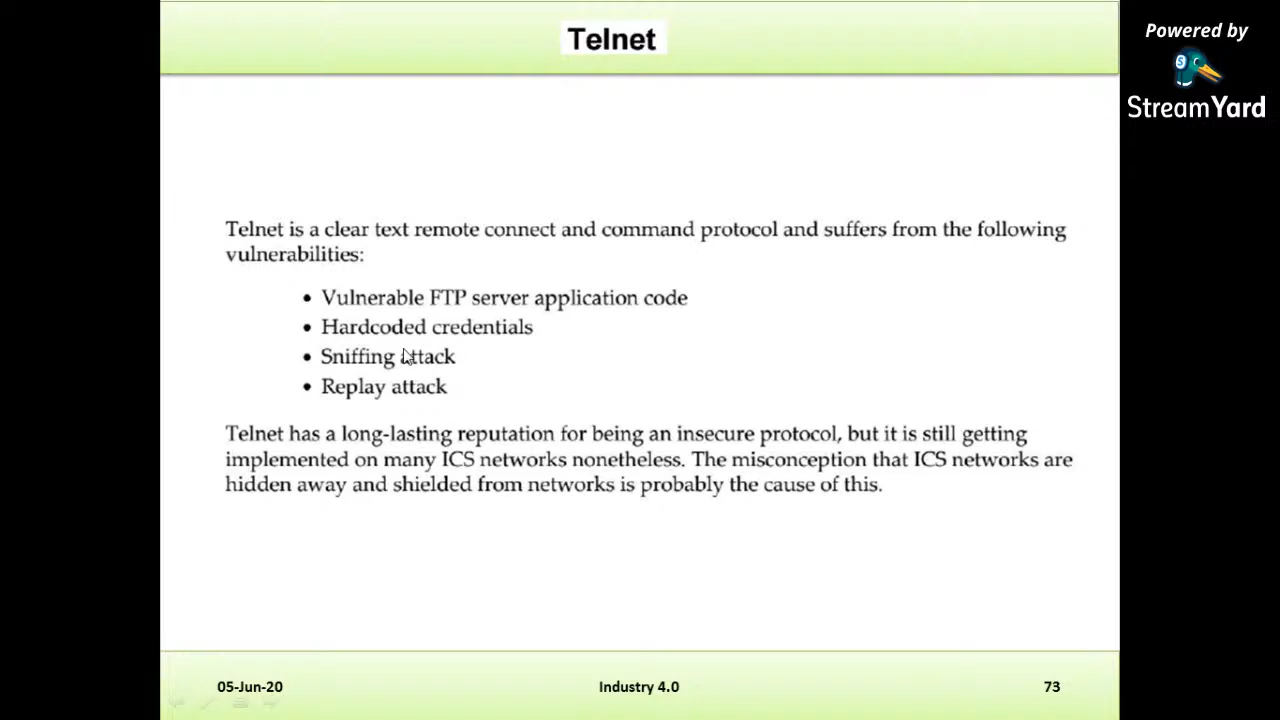 Telnet
Powered by
StreamYard
Telnet is a clear text remote connect and command protocol and suffers from the following
vulnerabilities:
• Vulnerable FTP server application code
• Hardcoded credentials
• Sniffing attack
• Replay attack
Telnet has a long-lasting reputation for being an insecure protocol, but it is still getting
implemented on many ICS networks nonetheless. The misconception that ICS networks are
hidden away and shielded from networks is probably the cause of this.
05-Jun-20
Industry 4.0
73